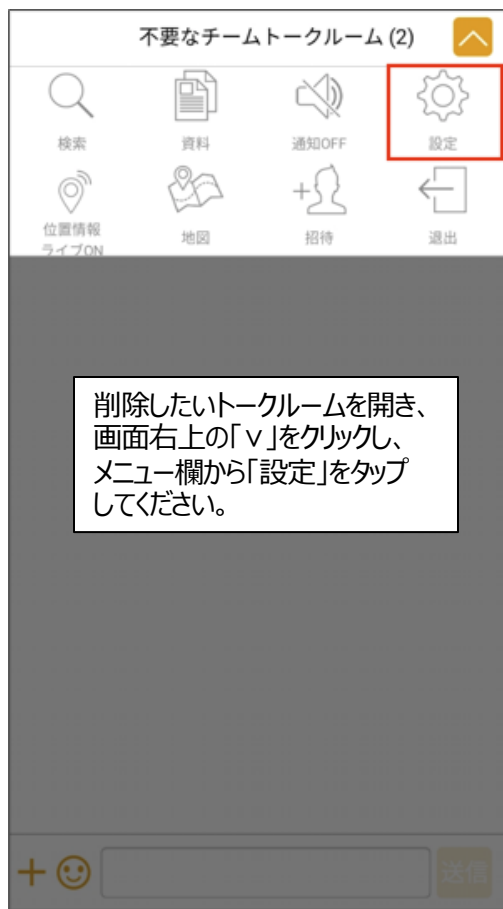 不要なチームトークルーム (2)
検索
資料
通知OFF
設定
位置情報
ライブON
地図
招待
退出
削除したいトークルームを開き、
画面右上の「∨」をクリックし、
メニュー欄から「設定」をタップ
してください。
送信